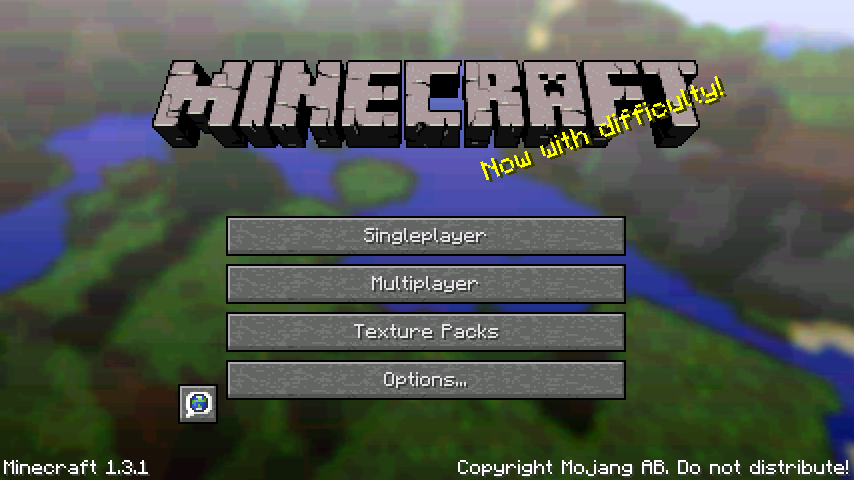 MINECRAFT
Now with difficulty!
Singleplayer
Multiplayer
Texture Packs
Options...
Minecraft 1.3.1
Copyright Mojang AB. Do not distribute!